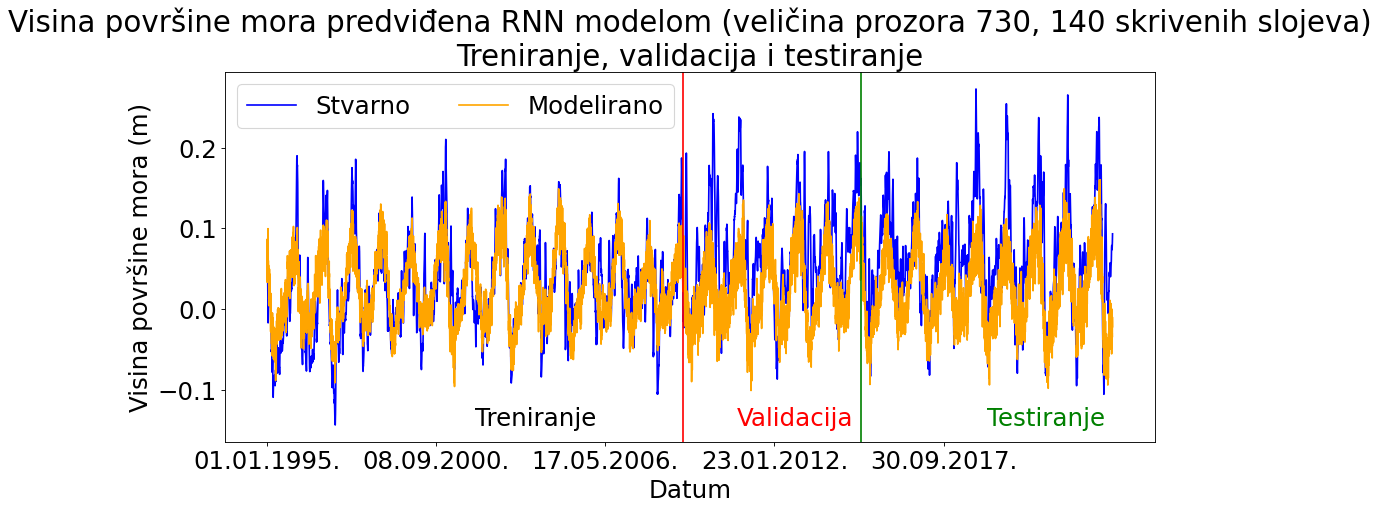 Visina površine mora predviđena RNN modelom (veličina prozora 730, 140 skrivenih slojeva)
Treniranje, validacija i testiranje
Stvarno Modelirano
Visina površine mora (m)
0.2
0.1
0.0
−0.1
Treniranje Validacija Testiranje
01.01.1995. 08.09.2000. 17.05.2006. 23.01.2012. 30.09.2017.
Datum